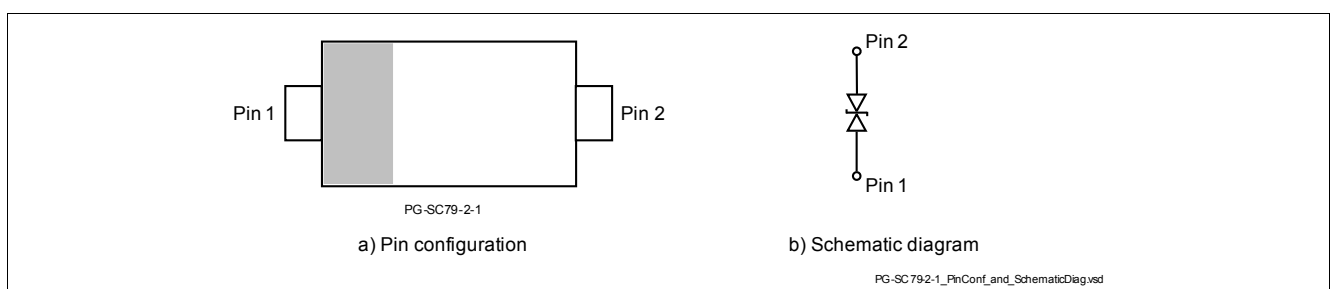 Pin 2
Pin 1
Pin 2
Pin 1
PG-SC79-2-1
a) Pin configuration
b) Schematic diagram
PG-SC79-2-1_PinConf_and_SchematicDiag.vsd